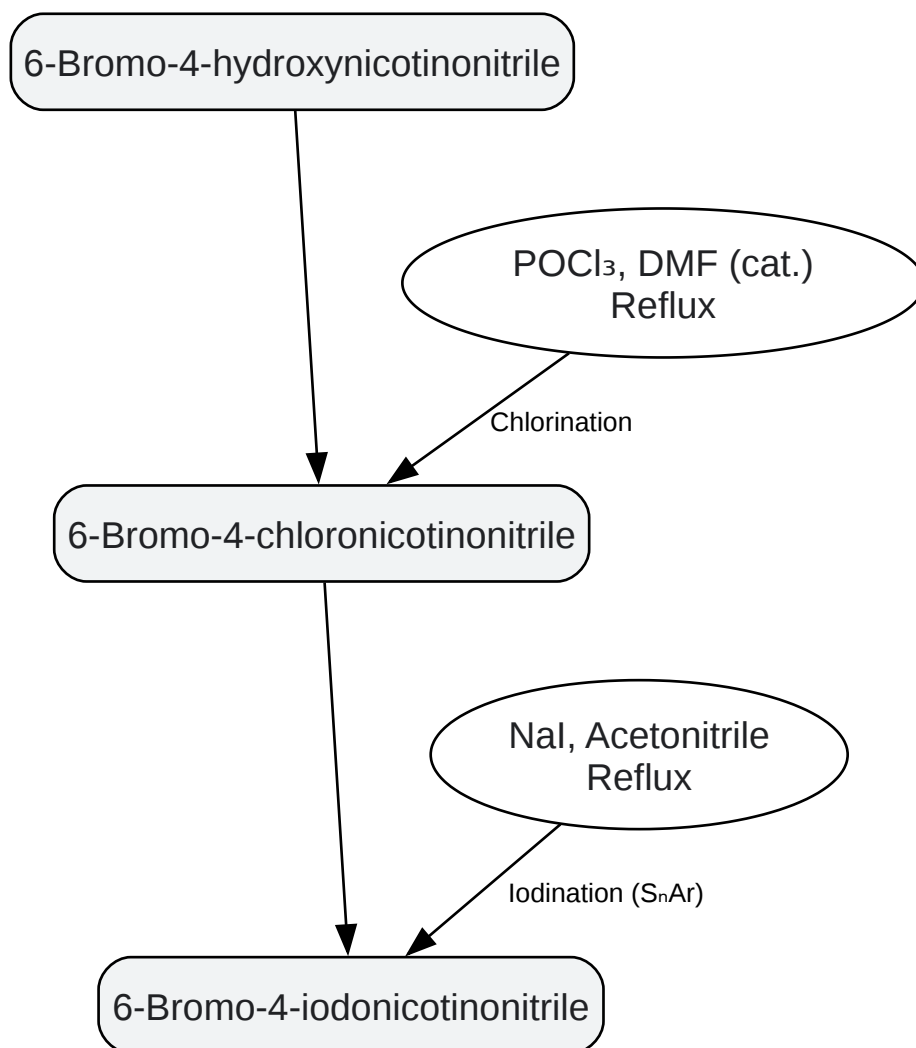 6-Bromo-4-hydroxynicotinonitrile
POCl₃, DMF (cat.)
Reflux
Chlorination
6-Bromo-4-chloronicotinonitrile
NaI, Acetonitrile
Reflux
Iodination (SₙAr)
6-Bromo-4-iodonicotinonitrile